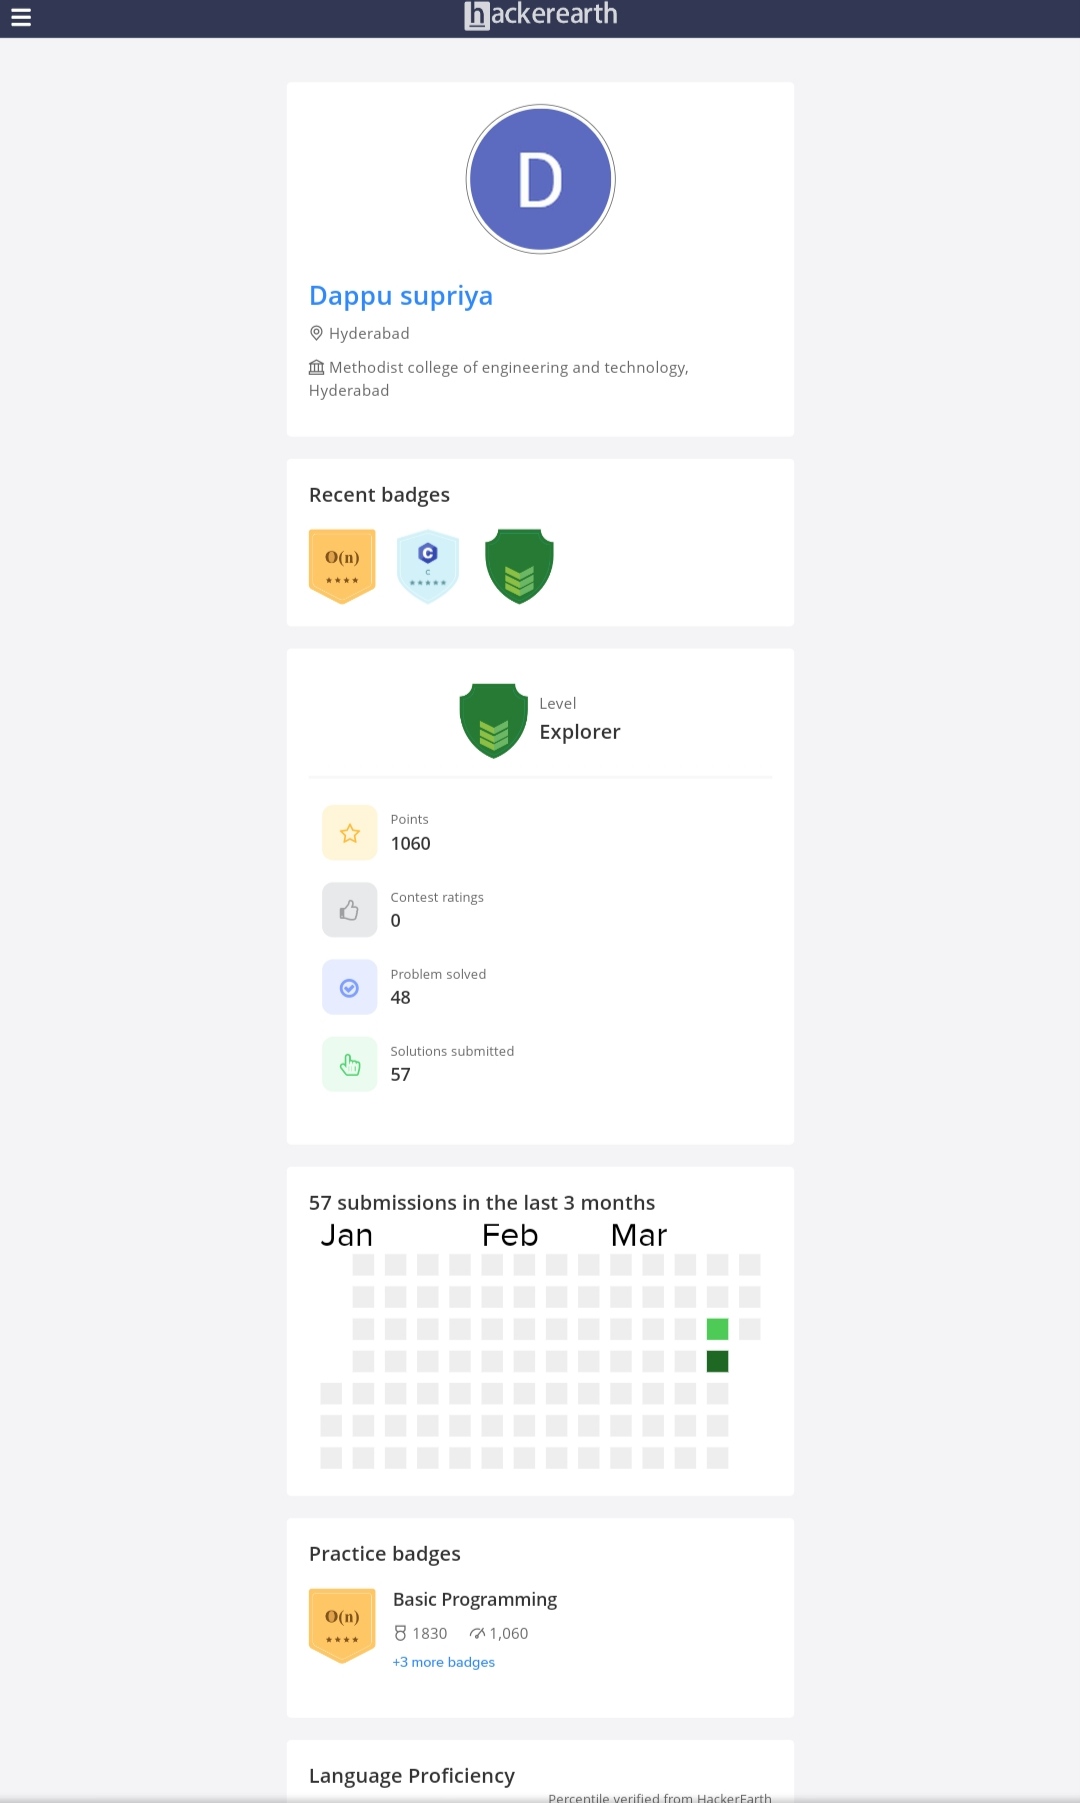 hackerearth
D
Dappu supriya
Hyderabad
Methodist college of engineering and technology,
Hyderabad
Recent badges
O(n)
C
C
Level
Explorer
Points
1060
Contest ratings
0
Problem solved
48
Solutions submitted
57
57 submissions in the last 3 months
Jan Feb Mar
Practice badges
O(n)
Basic Programming
1830 1,060
+3 more badges
Language Proficiency
Percentile verified from HackerEarth